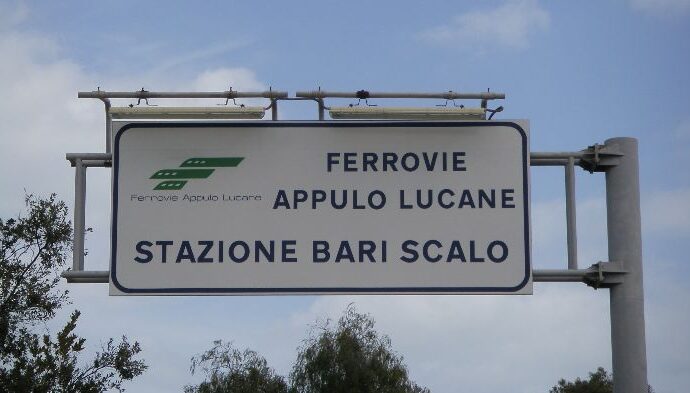 FERROVIE
Ferrovie Appulo Lucane
APPULO LUCANE
STAZIONE BARI SCALO